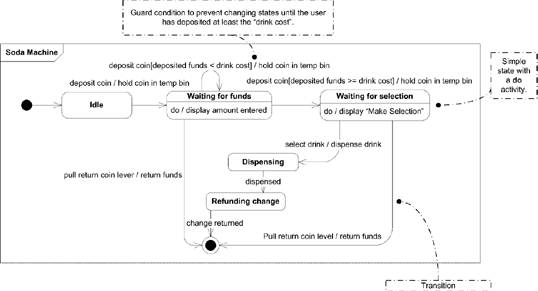 Guard condition to prevent changing states until the user
has deposited at least the "drink cost".
Soda Machine
deposit coin[deposited funds < drink cost] / hold coin in temp bin
deposit coin / hold coin in temp bin
deposit coin[deposited funds >= drink cost] / hold coin in temp bin
Simple
state with
a do
activity.
Idle
Waiting for funds
do / display amount entered
Waiting for selection
do / display "Make Selection"
select drink / dispense drink
Dispensing
pull return coin lever / return funds
dispensed
Refunding change
change returned
Pull return coin level / return funds
Transition